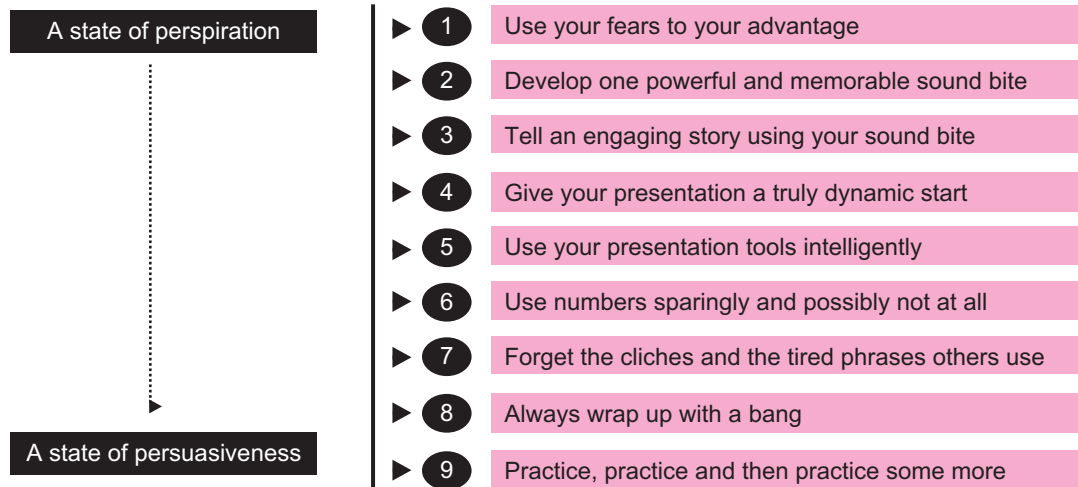 A state of perspiration
A state of persuasiveness
1 Use your fears to your advantage
2 Develop one powerful and memorable sound bite
3 Tell an engaging story using your sound bite
4 Give your presentation a truly dynamic start
5 Use your presentation tools intelligently
6 Use numbers sparingly and possibly not at all
7 Forget the cliches and the tired phrases others use
8 Always wrap up with a bang
9 Practice, practice and then practice some more